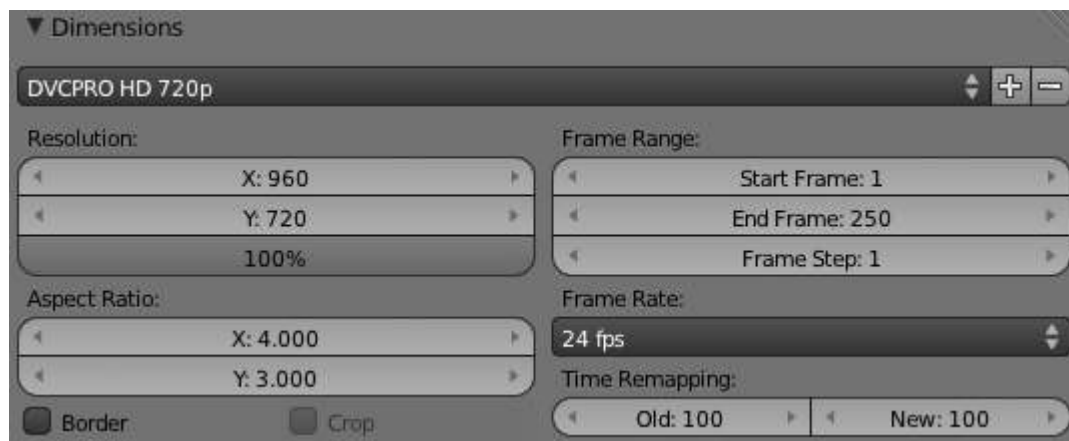 Dimensions
DVCPRO HD 720p
Resolution:
X: 960
Y: 720
100%
Aspect Ratio:
X: 4.000
Y: 3.000
Border
Crop
Frame Range:
Start Frame: 1
End Frame: 250
Frame Step: 1
Frame Rate:
24 fps
Time Remapping:
Old: 100
New: 100